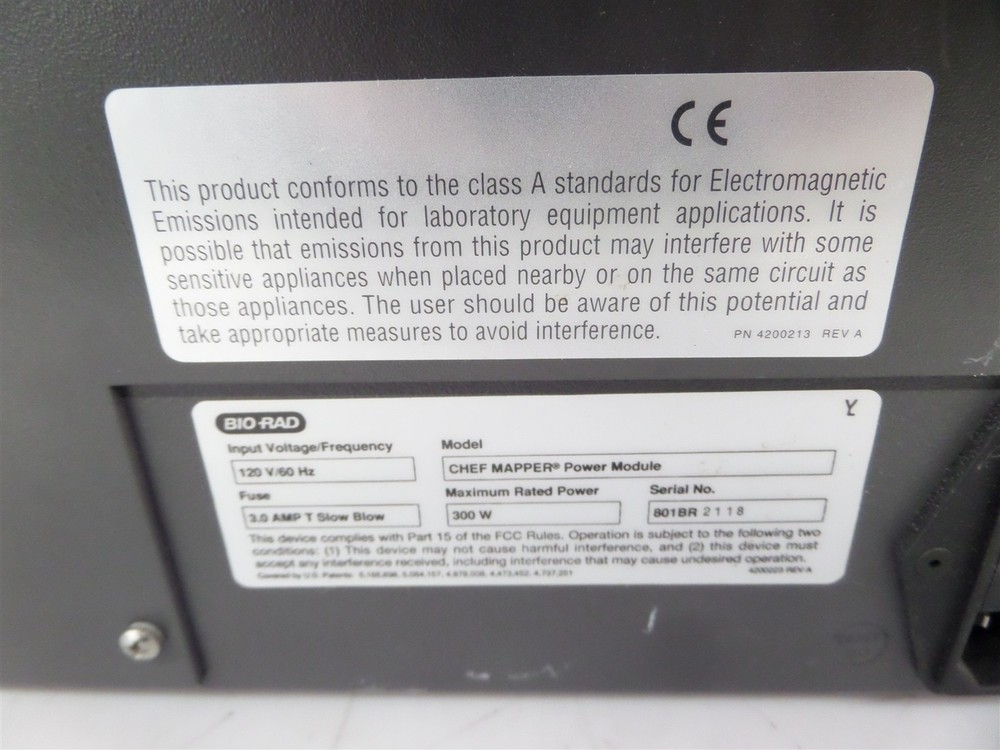 CE
This product conforms to the class A standards for Electromagnetic
Emissions intended for laboratory equipment applications. It is
possible that emissions from this product may interfere with some
sensitive appliances when placed nearby or on the same circuit as
those appliances. The user should be aware of this potential and
take appropriate measures to avoid interference.
PN 4200213 REV A
BIO-RAD
Y
Input Voltage/Frequency
Model
120 V/60 Hz
CHEF MAPPER® Power Module
Fuse
Maximum Rated Power
Serial No.
3.0 AMP T Slow Blow
300 W
801BR 2118
This device complies with Part 15 of the FCC Rules. Operation is subject to the following two
conditions: (1) This device may not cause harmful interference, and (2) this device must
accept any interference received, including interference that may cause undesired operation.
Covered by U.S. Patents:
4200223 REV A